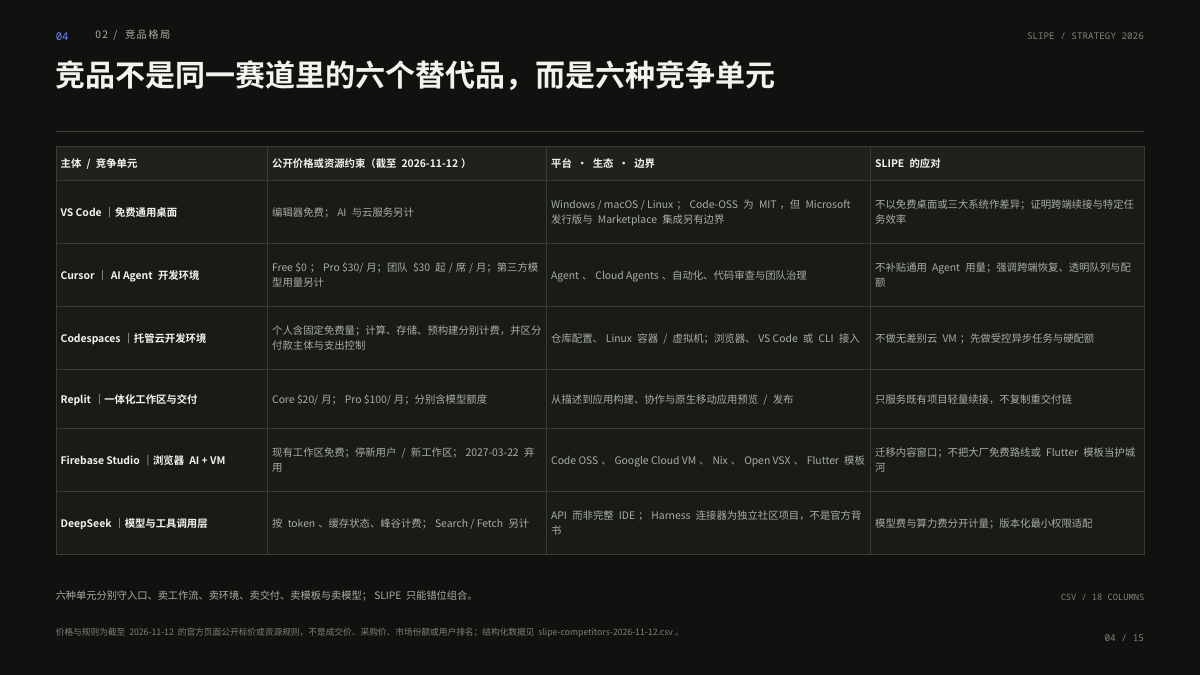 04
02 / 竞品格局
SLIPE / STRATEGY 2026
竞品不是同一赛道里的六个替代品，而是六种竞争单元
主体 / 竞争单元
公开价格或资源约束（截至 2026-11-12 ）
平台 · 生态 · 边界
SLIPE 的应对
VS Code ｜免费通用桌面
编辑器免费； AI 与云服务另计
Windows / macOS / Linux ； Code-OSS 为 MIT ，但 Microsoft
发行版与 Marketplace 集成另有边界
不以免费桌面或三大系统作差异；证明跨端续接与特定任
务效率
Cursor ｜ AI Agent 开发环境
Free $0 ； Pro $30/ 月；团队 $30 起 / 席 / 月；第三方模
型用量另计
Agent 、 Cloud Agents 、自动化、代码审查与团队治理
不补贴通用 Agent 用量；强调跨端恢复、透明队列与配
额
Codespaces ｜托管云开发环境
个人含固定免费量；计算、存储、预构建分别计费，并区分
付款主体与支出控制
仓库配置、 Linux 容器 / 虚拟机；浏览器、 VS Code 或 CLI 接入
不做无差别云 VM ；先做受控异步任务与硬配额
Replit ｜一体化工作区与交付
Core $20/ 月； Pro $100/ 月；分别含模型额度
从描述到应用构建、协作与原生移动应用预览 / 发布
只服务既有项目轻量续接，不复制重交付链
Firebase Studio ｜浏览器 AI + VM
现有工作区免费；停新用户 / 新工作区； 2027-03-22 弃
用
Code OSS 、 Google Cloud VM 、 Nix 、 Open VSX 、 Flutter 模板
迁移内容窗口；不把大厂免费路线或 Flutter 模板当护城
河
DeepSeek ｜模型与工具调用层
按 token 、缓存状态、峰谷计费； Search / Fetch 另计
API 而非完整 IDE ； Harness 连接器为独立社区项目，不是官方背
书
模型费与算力费分开计量；版本化最小权限适配
六种单元分别守入口、卖工作流、卖环境、卖交付、卖模板与卖模型； SLIPE 只能错位组合。
CSV / 18 COLUMNS
价格与规则为截至 2026-11-12 的官方页面公开标价或资源规则，不是成交价、采购价、市场份额或用户排名；结构化数据见 slipe-competitors-2026-11-12.csv 。
04 / 15